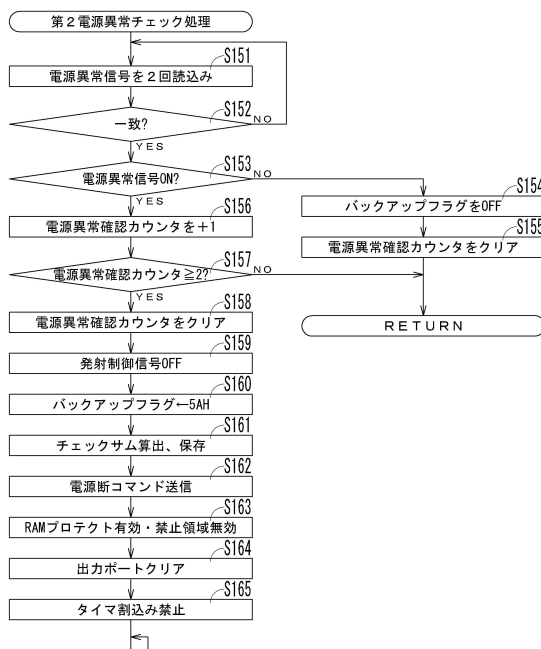 第２電源異常チェック処理
S151
電源異常信号を２回読込み
S152
一致?
NO
YES
S153
電源異常信号ON?
NO
YES
S154
バックアップフラグをOFF
S155
電源異常確認カウンタをクリア
S156
電源異常確認カウンタを＋1
S157
電源異常確認カウンタ≧2?
NO
YES
RETURN
S158
電源異常確認カウンタをクリア
S159
発射制御信号OFF
S160
バックアップフラグ←5AH
S161
チェックサム算出、保存
S162
電源断コマンド送信
S163
RAMプロテクト有効・禁止領域無効
S164
出力ポートクリア
S165
タイマ割込み禁止